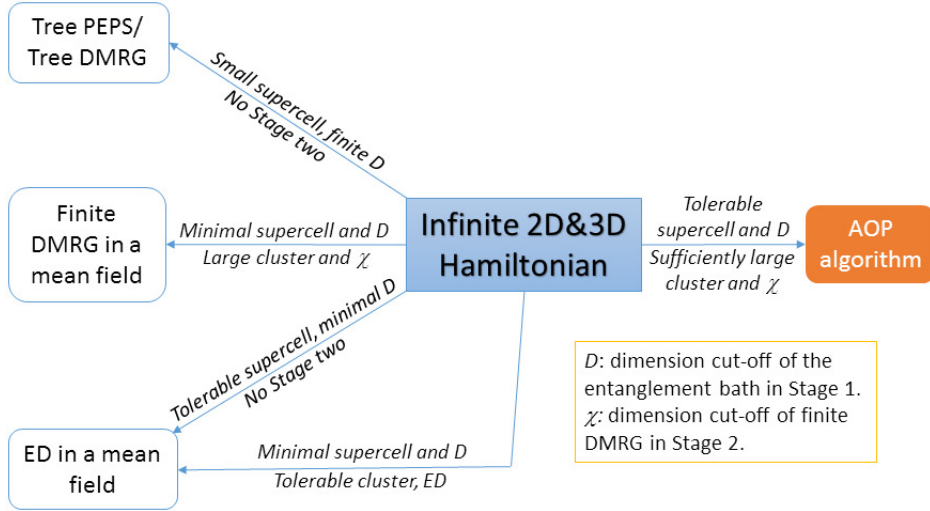 Tree PEPS/
Tree DMRG
Small supercell, finite D
No Stage two
Finite
DMRG in a
mean field
Minimal supercell and D
Large cluster and χ
Infinite 2D&3D
Hamiltonian
Tolerable
supercell and D
Sufficiently large
cluster and χ
AOP
algorithm
Tolerable supercell, minimal D
No Stage two
D: dimension cut-off of the
entanglement bath in Stage 1.
χ: dimension cut-off of finite
DMRG in Stage 2.
ED in a mean
field
Minimal supercell and D
Tolerable cluster, ED